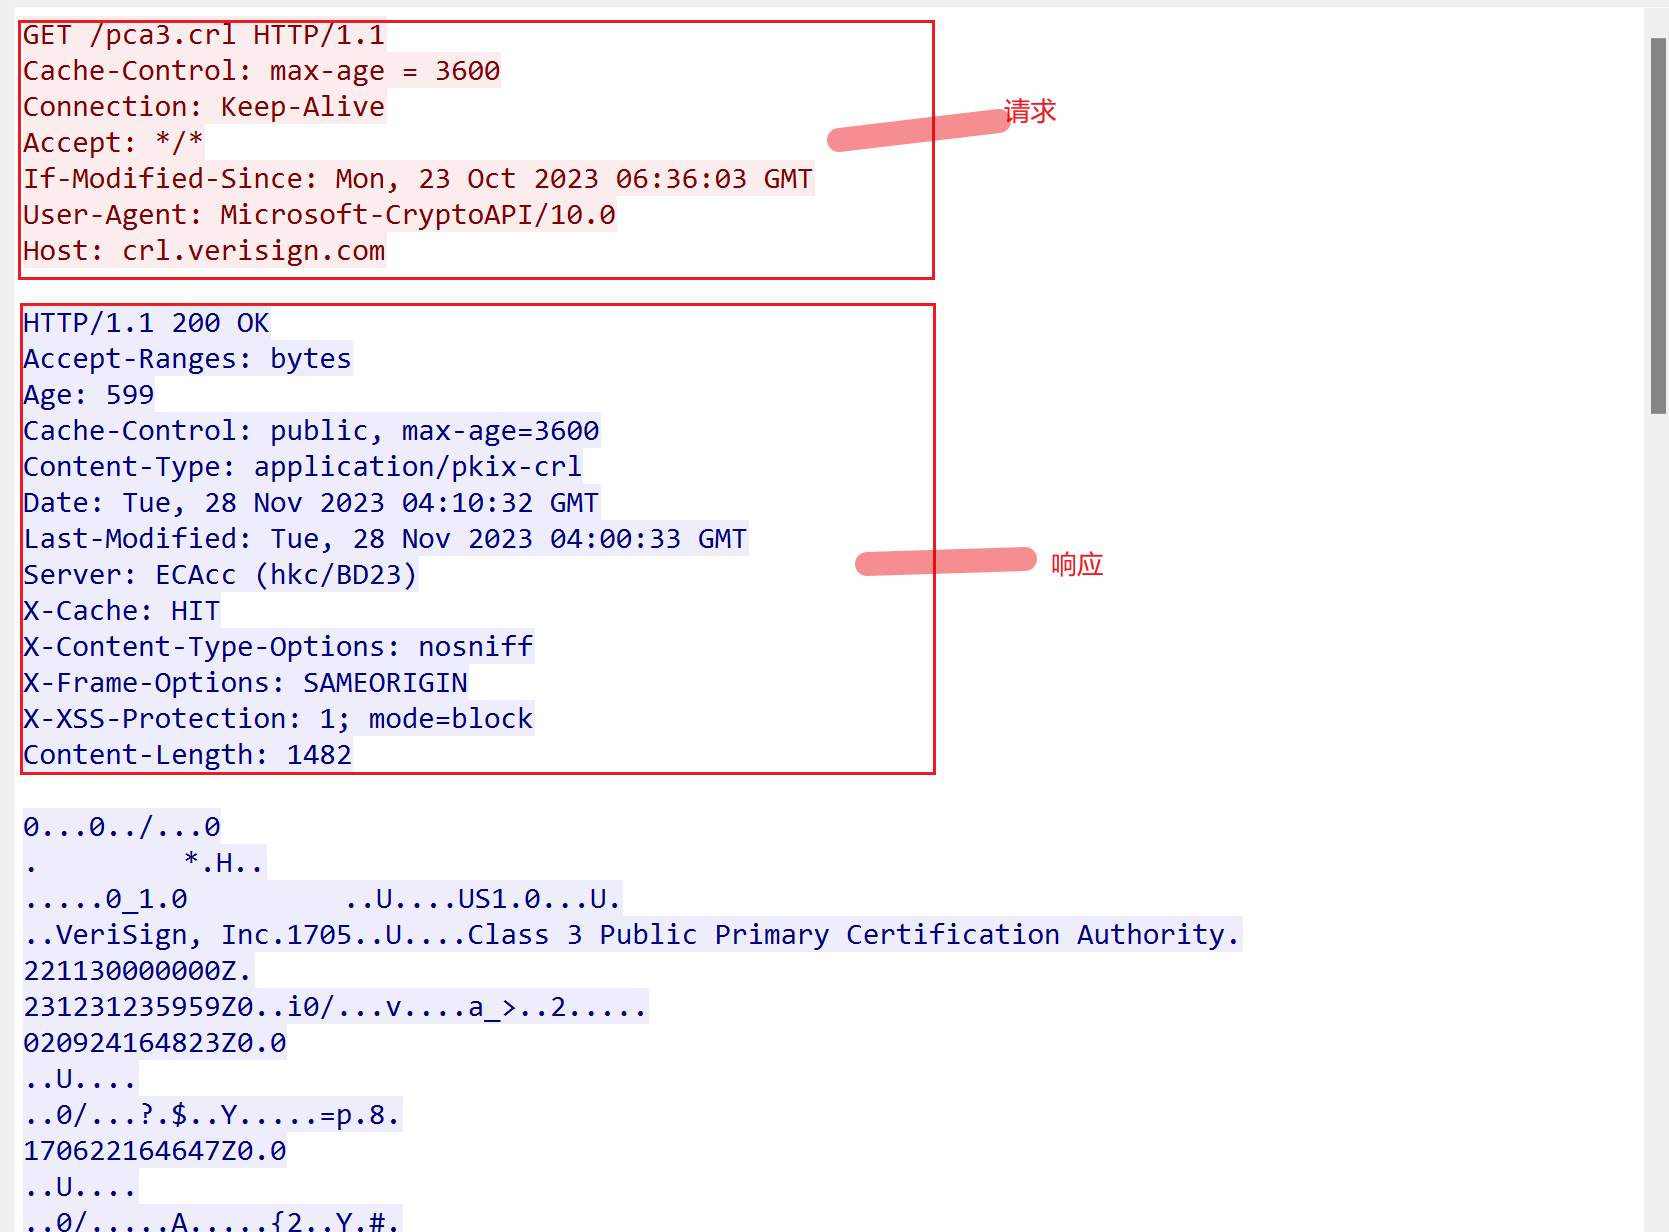 GET /pca3.crl HTTP/1.1
Cache-Control: max-age = 3600
Connection: Keep-Alive
请求
Accept: */*
If-Modified-Since: Mon, 23 Oct 2023 06:36:03 GMT
User-Agent: Microsoft-CryptoAPI/10.0
Host: crl.verisign.com
HTTP/1.1 200 OK
Accept-Ranges: bytes
Age: 599
Cache-Control: public, max-age=3600
Content-Type: application/pkix-crl
Date: Tue, 28 Nov 2023 04:10:32 GMT
Last-Modified: Tue, 28 Nov 2023 04:00:33 GMT
响应
Server: ECAcc (hkc/BD23)
X-Cache: HIT
X-Content-Type-Options: nosniff
X-Frame-Options: SAMEORIGIN
X-XSS-Protection: 1; mode=block
Content-Length: 1482
0...0../...0
.         *.H..
.....0_1.0          ..U....US1.0...U.
..VeriSign, Inc.1705..U....Class 3 Public Primary Certification Authority.
221130000000Z.
231231235959Z0..i0/...v....a_>..2.....
020924164823Z0.0
..U....
..0/...?.$..Y.....=p.8.
170622164647Z0.0
..U....
..0/.....A.....{2..Y.#.